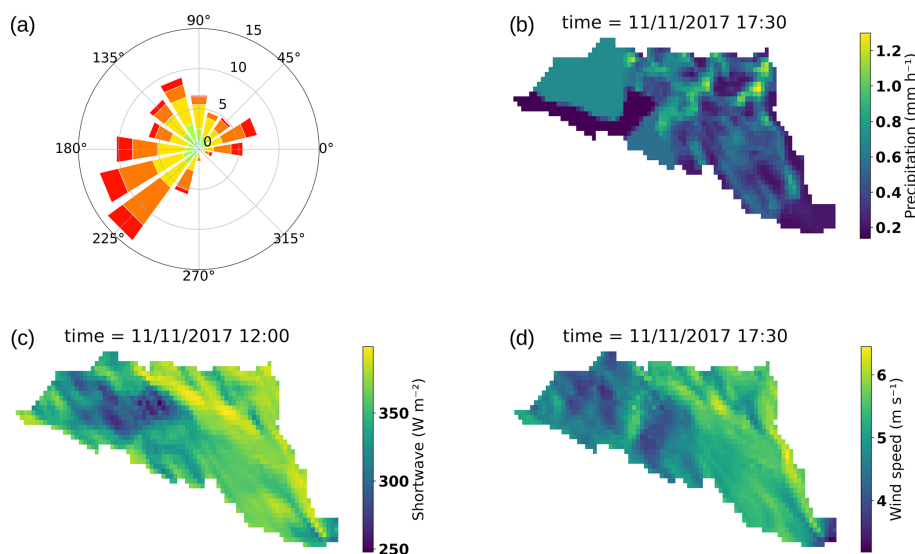 (a)
90°
15
135°
45°
10
5
0
180°
0°
225°
315°
270°
(b)
time = 11/11/2017 17:30
1.2
1.0
0.8
0.6
0.4
0.2
Precipitation (mm h⁻¹)
(c)
time = 11/11/2017 12:00
350
300
250
Shortwave (W m⁻²)
(d)
time = 11/11/2017 17:30
6
5
4
Wind speed (m s⁻¹)